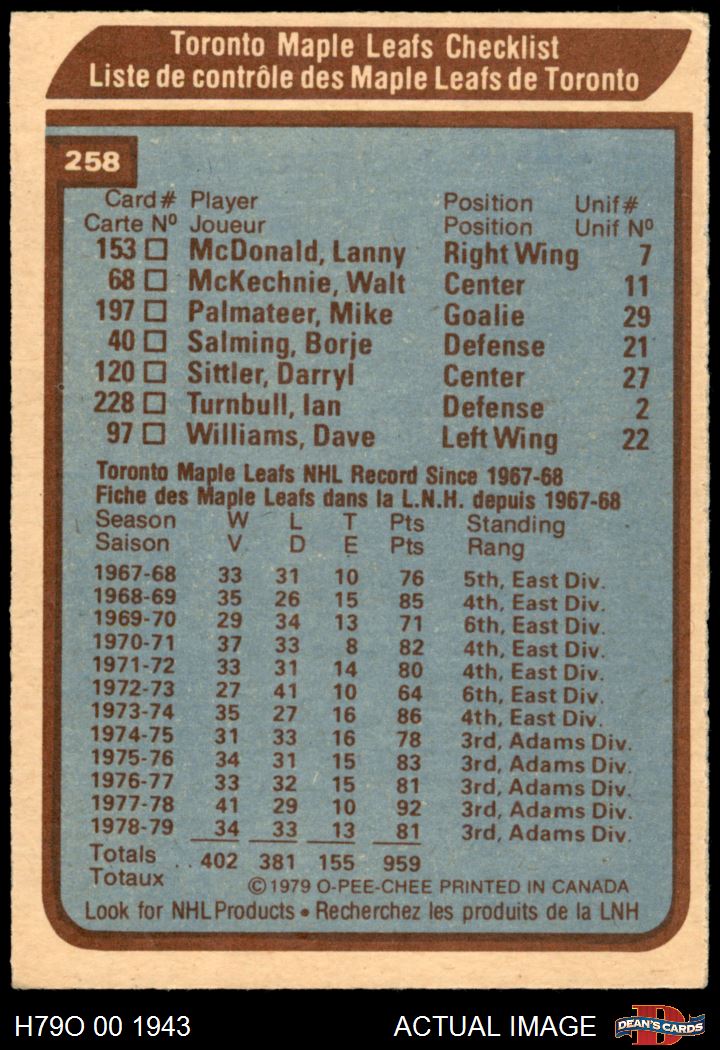 Toronto Maple Leafs Checklist
Liste de contrôle des Maple Leafs de Toronto
258
Card # Player Position Unif #
Carte Nº Joueur Position Unif Nº
153 □ McDonald, Lanny Right Wing 7
68 □ McKechnie, Walt Center 11
197 □ Palmateer, Mike Goalie 29
40 □ Salming, Borje Defense 21
120 □ Sittler, Darryl Center 27
228 □ Turnbull, Ian Defense 2
97 □ Williams, Dave Left Wing 22
Toronto Maple Leafs NHL Record Since 1967-68
Fiche des Maple Leafs dans la L.N.H. depuis 1967-68
Season W L T Pts Standing
Saison V D E Pts Rang
1967-68 33 31 10 76 5th, East Div.
1968-69 35 26 15 85 4th, East Div.
1969-70 29 34 13 71 6th, East Div.
1970-71 37 33 8 82 4th, East Div.
1971-72 33 31 14 80 4th, East Div.
1972-73 27 41 10 64 6th, East Div.
1973-74 35 27 16 86 4th, East Div.
1974-75 31 33 16 78 3rd, Adams Div.
1975-76 34 31 15 83 3rd, Adams Div.
1976-77 33 32 15 81 3rd, Adams Div.
1977-78 41 29 10 92 3rd, Adams Div.
1978-79 34 33 13 81 3rd, Adams Div.
Totals .. 402 381 155 959
Totaux
©1979 O-PEE-CHEE PRINTED IN CANADA
Look for NHL Products • Recherchez les produits de la LNH
H79O 00 1943 ACTUAL IMAGE D DEAN'S CARDS